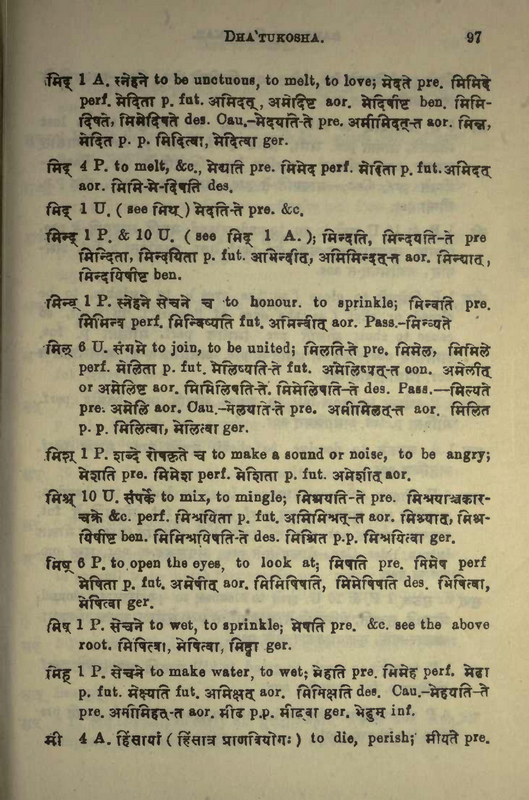 DHA'TUKOSHA. 97
मिद् 1 A. स्नेहने to be unctuous, to melt, to love; मेदते pre. मिमिदे
perf. मेदिता p. fut. अमिदत्, अमेदिष्ट aor. मेदिषीष्ट ben. मिमि-
दिषते, मिमेदिषते des. Cau.-मेदयति-ते pre. अमीमिदत्-त aor. मिन्न,
मेदित p. p. मिदित्वा, मेदित्वा ger.
मिद् 4 P. to melt, &c., मेद्यति pre. मिमेद perf. मेदिता p. fut. अमिदत्
aor. मिमि-मे-दिषति des.
मिद् 1 U. ( see मिथ् ) मेदति-ते pre. &c.
मिन्द् 1 P. & 10 U. ( see मिद् 1 A. ); मिन्दति, मिन्दयति-ते pre
मिन्दिता, मिन्दयिता p. fut. अमिन्दीत्, अमिमिन्दत्-त aor. मिन्द्यात्,
मिन्दयिषीष्ट ben.
मिन्व् 1 P. स्नेहने सेचने च to honour. to sprinkle; मिन्वति pre.
मिमिन्व perf. मिन्विष्यति fut. अमिन्वीत् aor. Pass.-मिन्व्यते
मिल् 6 U. संगमे to join, to be united; मिलति-ते pre. मिमेल, मिमिले
perf. मेलिता p. fut. मेलिष्यति-ते fut. अमेलिष्यत्-त con. अमेलीत्
or अमेलिष्ट aor. मिमिलिषति-ते. मिमेलिषति-ते des. Pass.—मिल्यते
pre. अमेलि aor. Cau.-मेलयति-ते pre. अमीमिलत्-त aor. मिलित
p. p. मिलित्वा, मेलित्वा ger.
मिश् 1 P. शब्दे रोषकृते च to make a sound or noise, to be angry;
मेशति pre. मिमेश perf. मेशिता p. fut. अमेशीत् aor.
मिश्र् 10 U. संपर्के to mix, to mingle; मिश्रयति-ते pre. मिश्रयाञ्चकार-
चक्रे &c. perf. मिश्रयिता p. fut. अमिमिश्रत्-त aor. मिश्र्यात्, मिश्र-
यिषीष्ट ben. मिमिश्रयिषति-ते des. मिश्रित p.p. मिश्रयित्वा ger.
मिष् 6 P. to open the eyes, to look at; मिषति pre. मिमेष perf
मेषिता p. fut. अमेषीत् aor. मिमिषिषति, मिमेषिषति des. मिषित्वा,
मेषित्वा ger.
मिष् 1 P. सेचने to wet, to sprinkle; मेषति pre. &c. see the above
root. मिषित्वा, मेषित्वा, मिष्ट्वा ger.
मिह् 1 P. सेचने to make water, to wet; मेहति pre. मिमेह perf. मेढा
p. fut. मेक्ष्यति fut. अमिक्षत् aor. मिमिक्षति des. Cau.-मेहयति-ते
pre. अमीमिहत्-त aor. मीढ p.p. मीढ्वा ger. मेढुम् inf.
मी 4 A. हिंसायां ( हिंसात्र प्राणवियोगः ) to die, perish; मीयते pre.